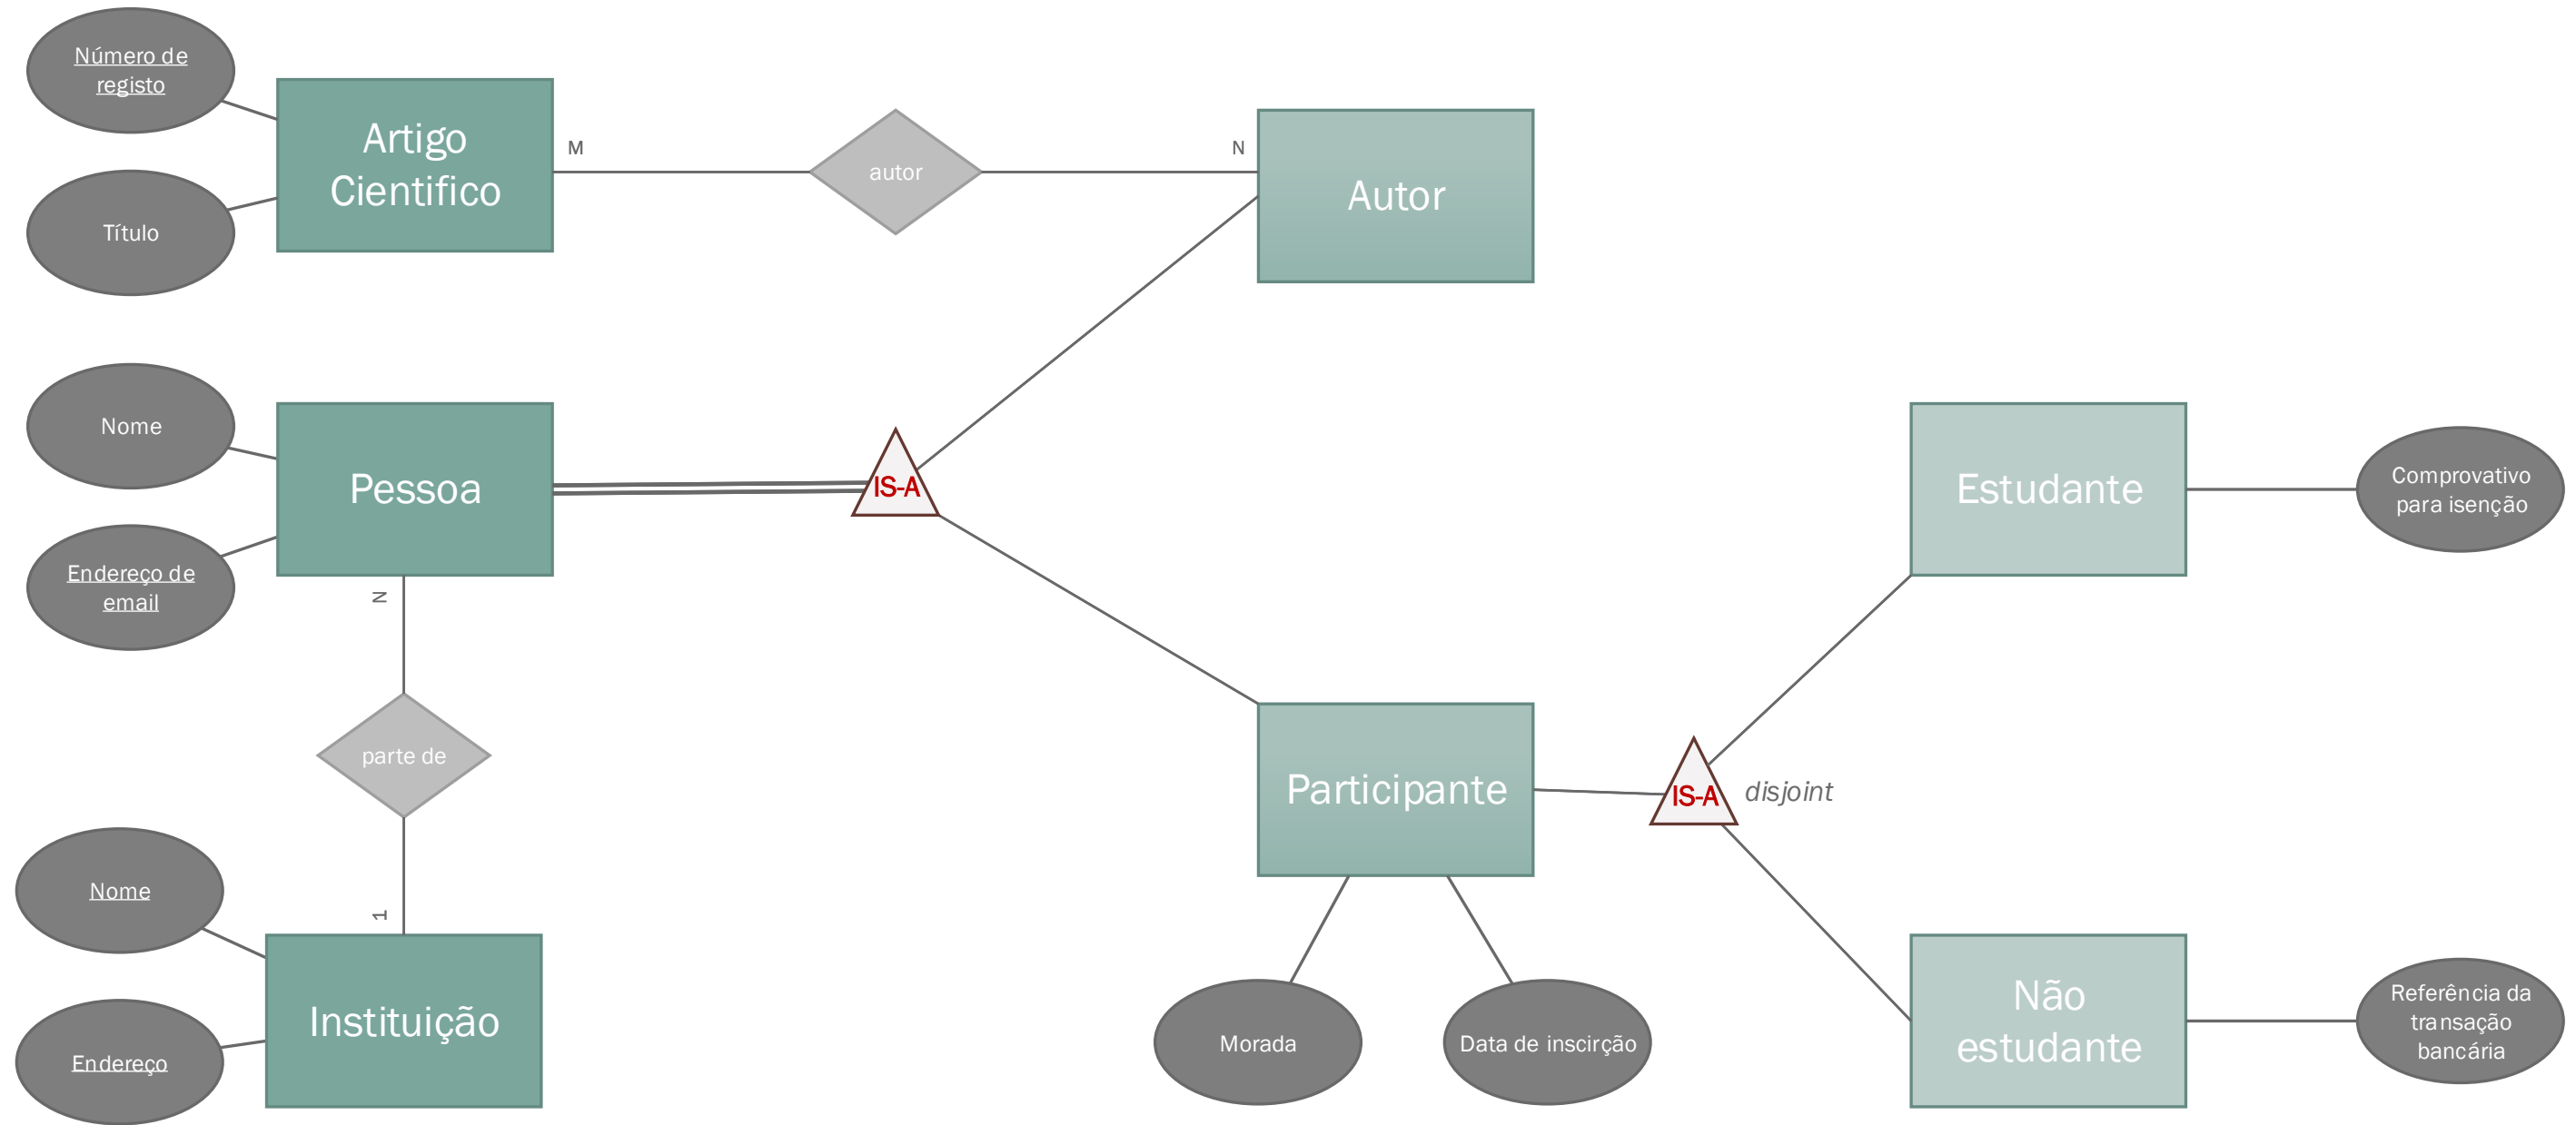 Número de
registo
Título
Artigo
Cientifico
M
autor
N
Autor
Nome
Endereço de
email
Pessoa
IS-A
N
parte de
1
Nome
Endereço
Instituição
Participante
Morada
Data de inscirção
IS-A
disjoint
Estudante
Comprovativo
para isenção
Não
estudante
Referência da
transação
bancária